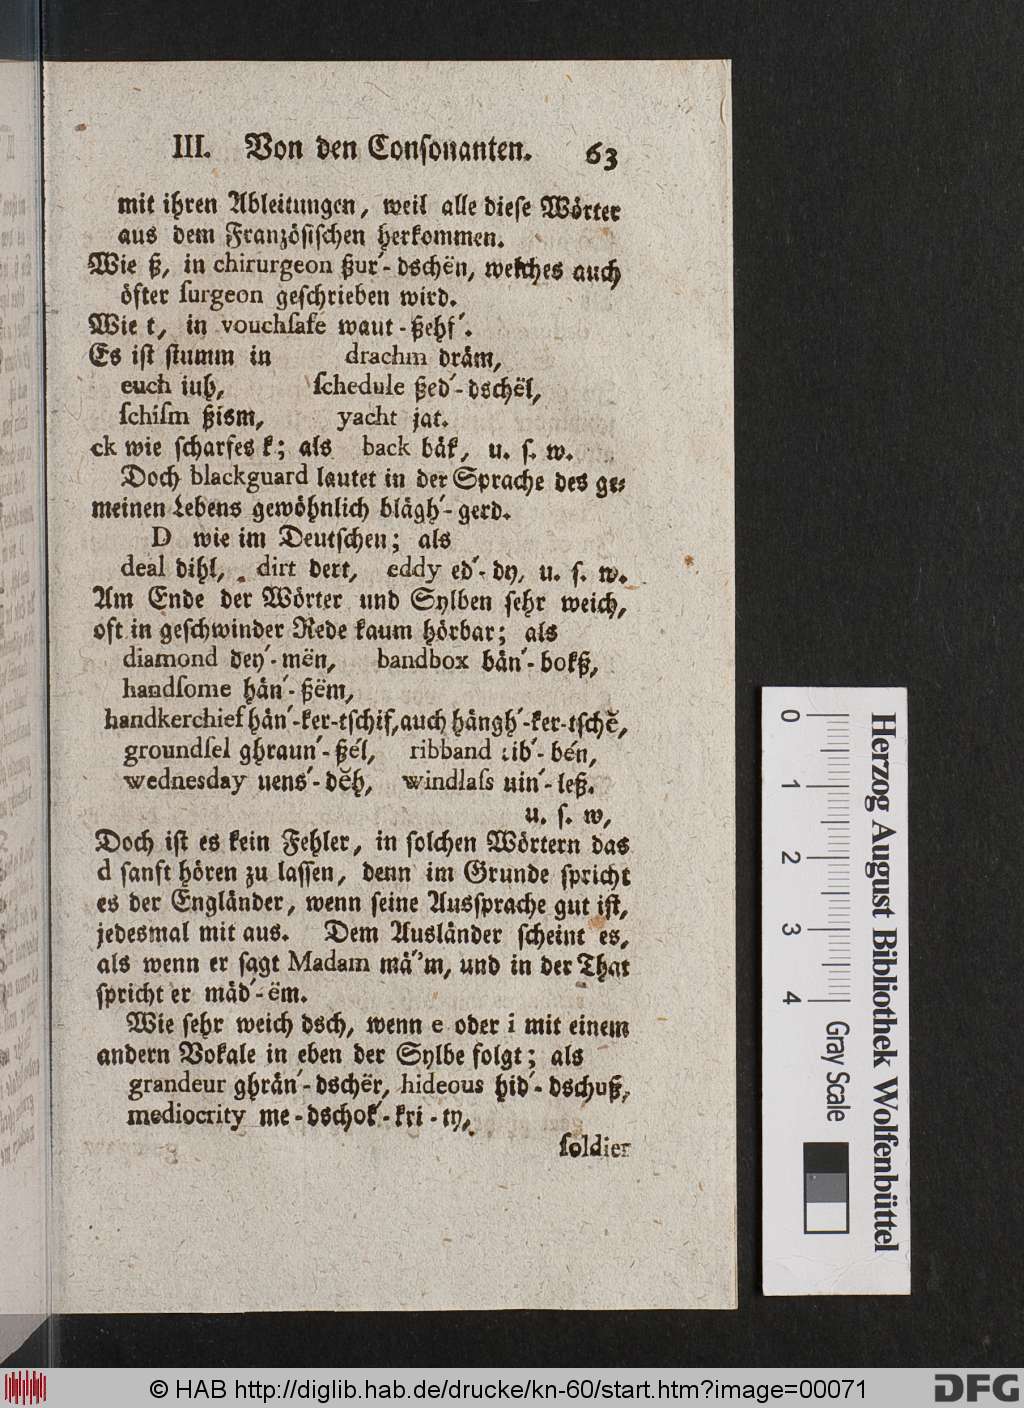 III. Von den Conſonanten. 63
mit ihren Ableitungen, weil alle dieſe Wörter
aus dem Franzöſiſchen herkommen.
Wie ß, in chirurgeon ßur´-dschën, welches auch
öfter ſurgeon geſchrieben wird.
Wie t, in vouchſafe waut-ßehf´.
Es iſt ſtumm in drachm dräm,
euch iuh, ſchedule ßed´-dschël,
ſchiſm ßism, yacht jat.
ck wie ſcharfes k; als back bäk, u. ſ. w.
Doch blackguard lautet in der Sprache des ge⸗
meinen Lebens gewöhnlich blägh´-gerd.
D wie im Deutſchen; als
deal dihl, dirt dert, eddy ed´-dy, u. ſ. w.
Am Ende der Wörter und Sylben ſehr weich,
oft in geſchwinder Rede kaum hörbar; als
diamond dey´-mën, bandbox bän´-bokß,
handſome hän´-ßëm,
handkerchief hän´-ker-tſchif, auch hängh´-ker-tſchĕ,
groundſel ghraun´-ßél, ribband rib´-bén,
wednesday uens´-dĕh, windlaſs uin´-leß.
u. ſ. w,
Doch iſt es kein Fehler, in ſolchen Wörtern das
d ſanft hören zu laſſen, denn im Grunde ſpricht
es der Engländer, wenn ſeine Ausſprache gut iſt,
jedesmal mit aus. Dem Ausländer ſcheint es,
als wenn er ſagt Madam mä´'m, und in der That
ſpricht er mäd´-ëm.
Wie ſehr weich dsch, wenn e oder i mit einem
andern Vokale in eben der Sylbe folgt; als
grandeur ghrän´-dschër, hideous hid´-dschuß,
mediocrity me-dschok´-kri-ty,
ſoldier
0 1 2 3 4
Herzog August Bibliothek Wolfenbüttel
Gray Scale
© HAB http://diglib.hab.de/drucke/kn-60/start.htm?image=00071
DFG